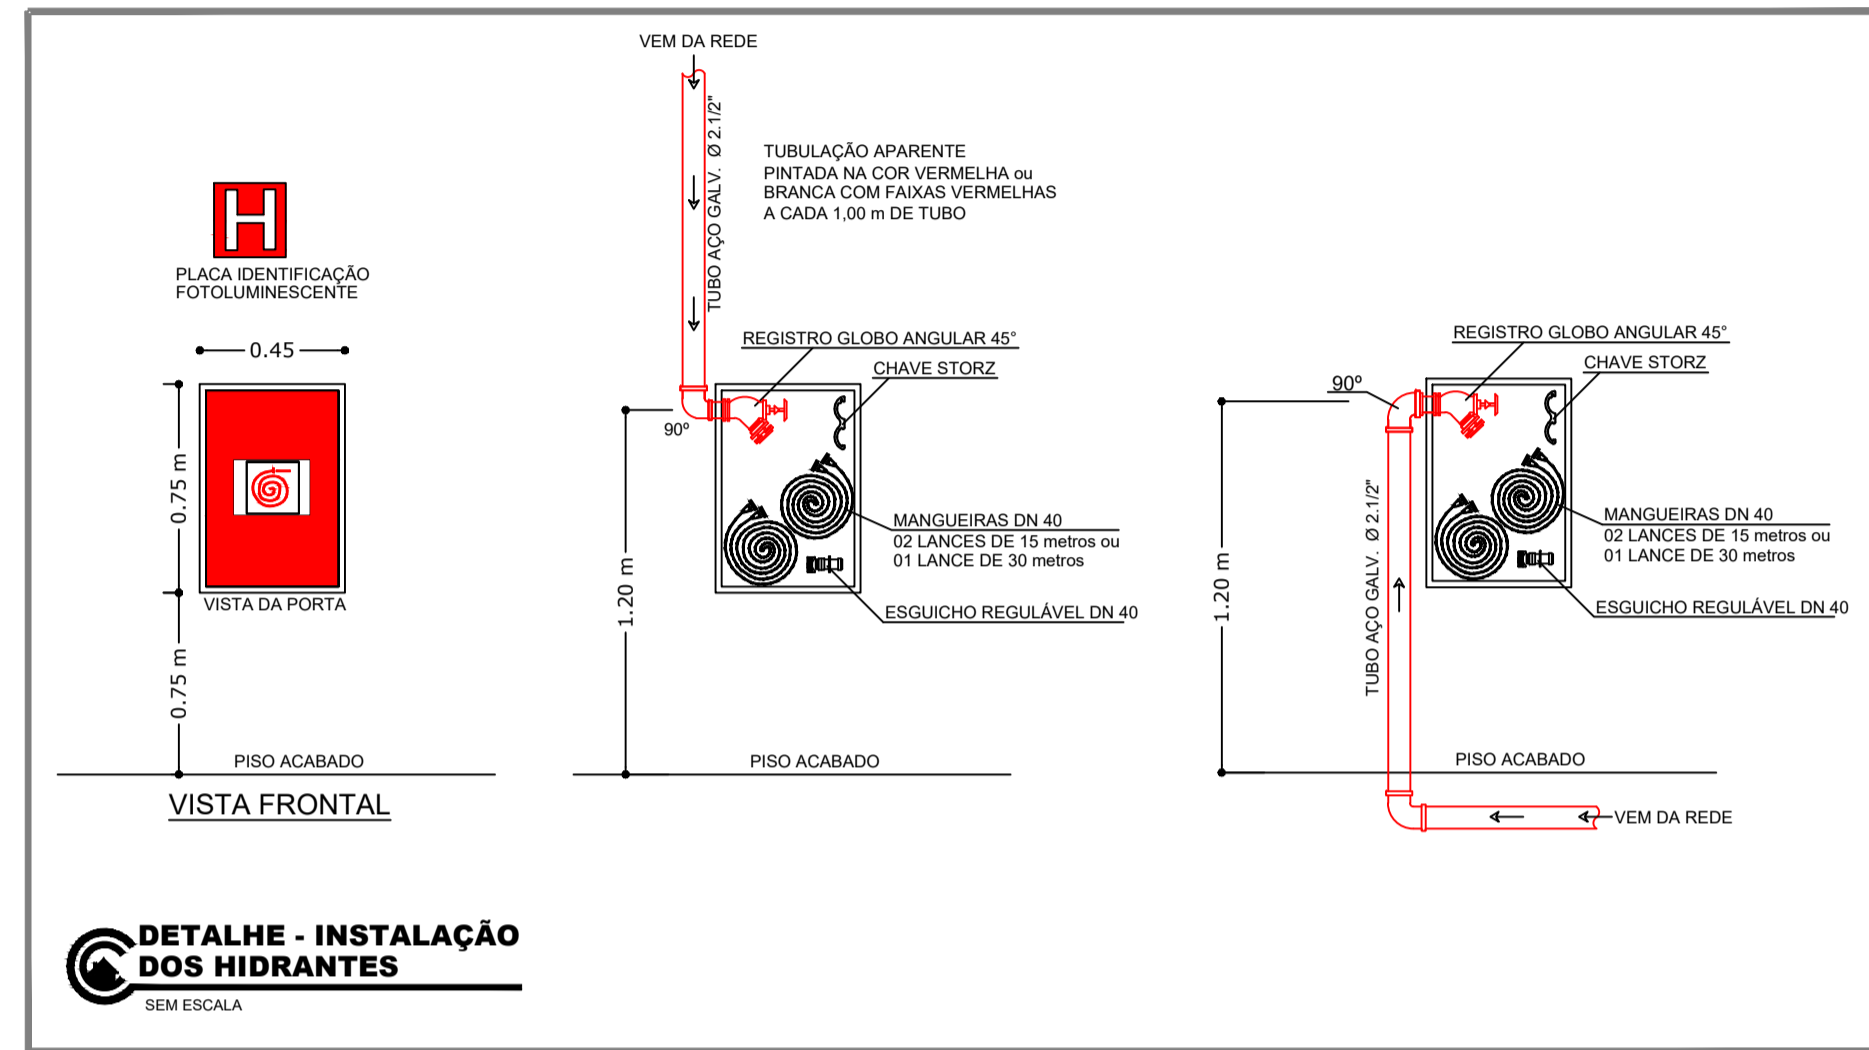 H
PLACA IDENTIFICAÇÃO
FOTOLUMINESCENTE
0.45
0.75 m
VISTA DA PORTA
0.75 m
PISO ACABADO
VISTA FRONTAL
VEM DA REDE
TUBO AÇO GALV. Ø 2.1/2"
TUBULAÇÃO APARENTE
PINTADA NA COR VERMELHA ou
BRANCA COM FAIXAS VERMELHAS
A CADA 1,00 m DE TUBO
REGISTRO GLOBO ANGULAR 45°
CHAVE STORZ
90º
1.20 m
MANGUEIRAS DN 40
02 LANCES DE 15 metros ou
01 LANCE DE 30 metros
ESGUICHO REGULÁVEL DN 40
PISO ACABADO
REGISTRO GLOBO ANGULAR 45°
CHAVE STORZ
90º
1.20 m
TUBO AÇO GALV. Ø 2.1/2"
MANGUEIRAS DN 40
02 LANCES DE 15 metros ou
01 LANCE DE 30 metros
ESGUICHO REGULÁVEL DN 40
PISO ACABADO
VEM DA REDE
DETALHE - INSTALAÇÃO
DOS HIDRANTES
SEM ESCALA